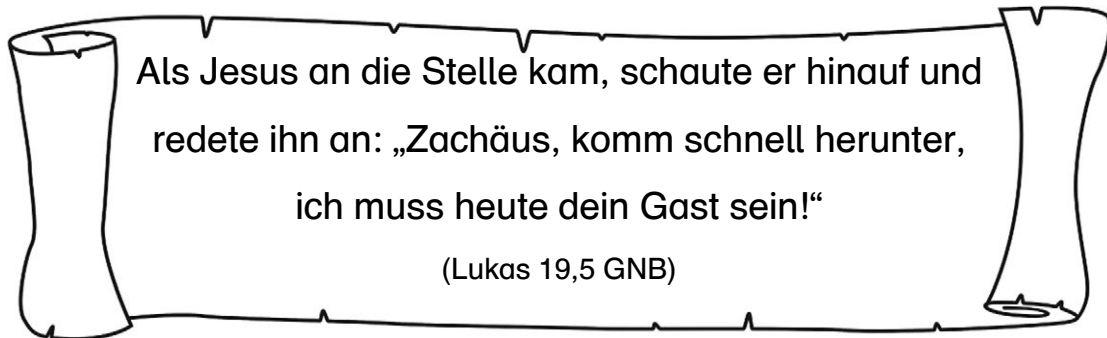 Als Jesus an die Stelle kam, schaute er hinauf und
redete ihn an: „Zachäus, komm schnell herunter,
ich muss heute dein Gast sein!“
(Lukas 19,5 GNB)